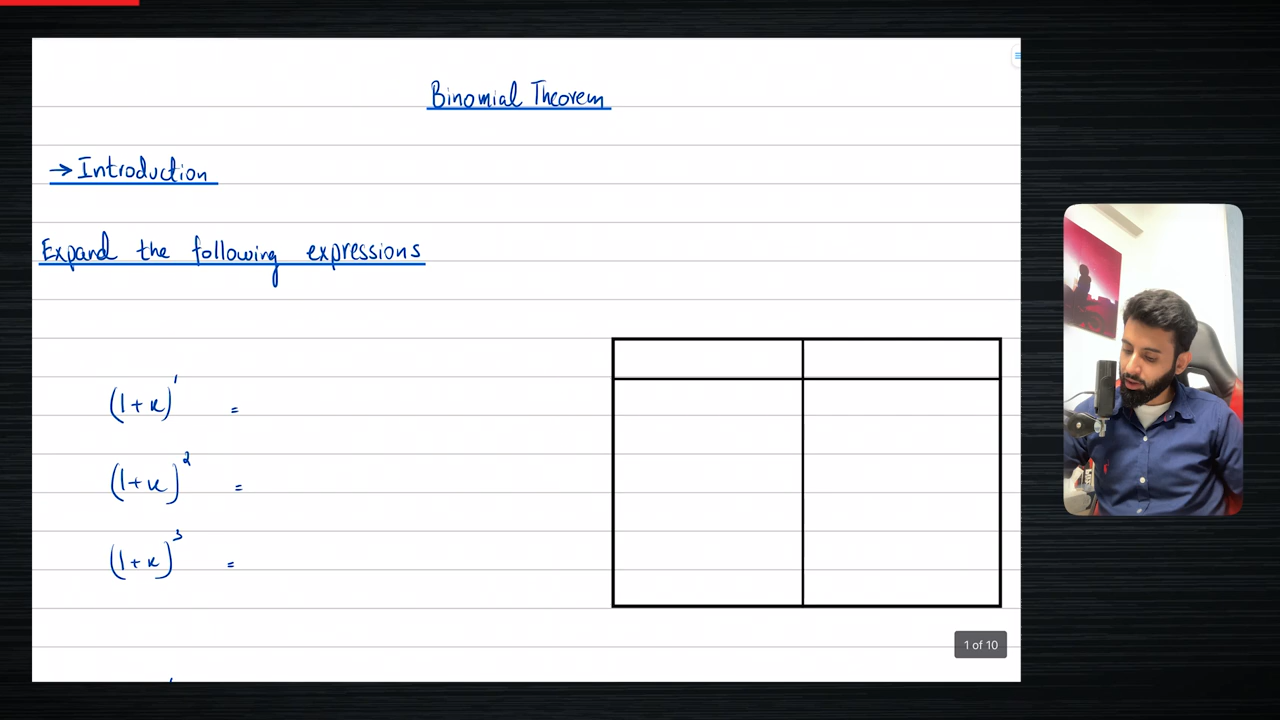 Binomial Theorem
→ Introduction
Expand the following expressions
(1+x)¹ =
(1+x)² =
(1+x)³ =
1 of 10